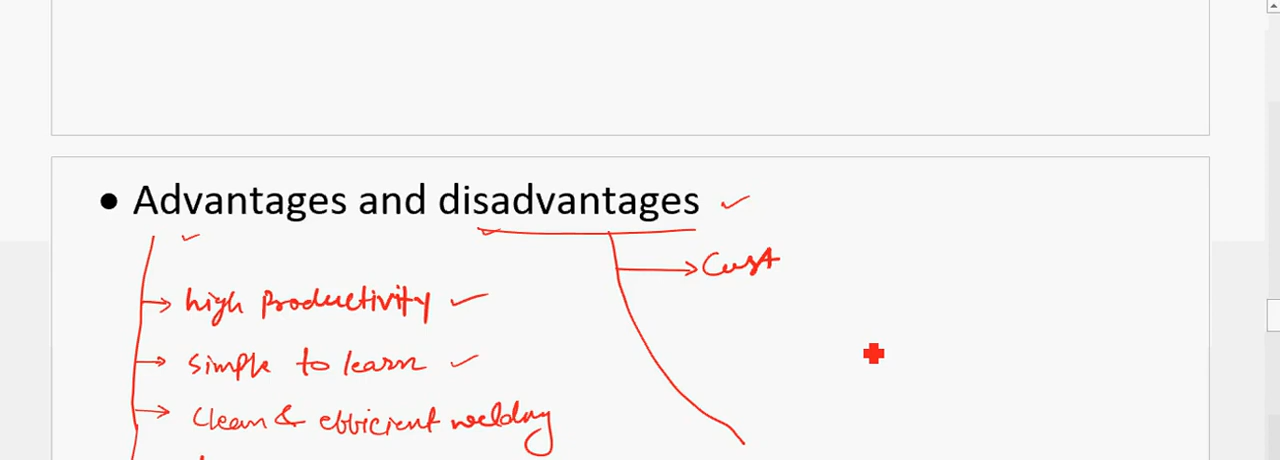 • Advantages and disadvantages
→ Cost
→ high Productivity
→ simple to learn
→ clean & efficient welding